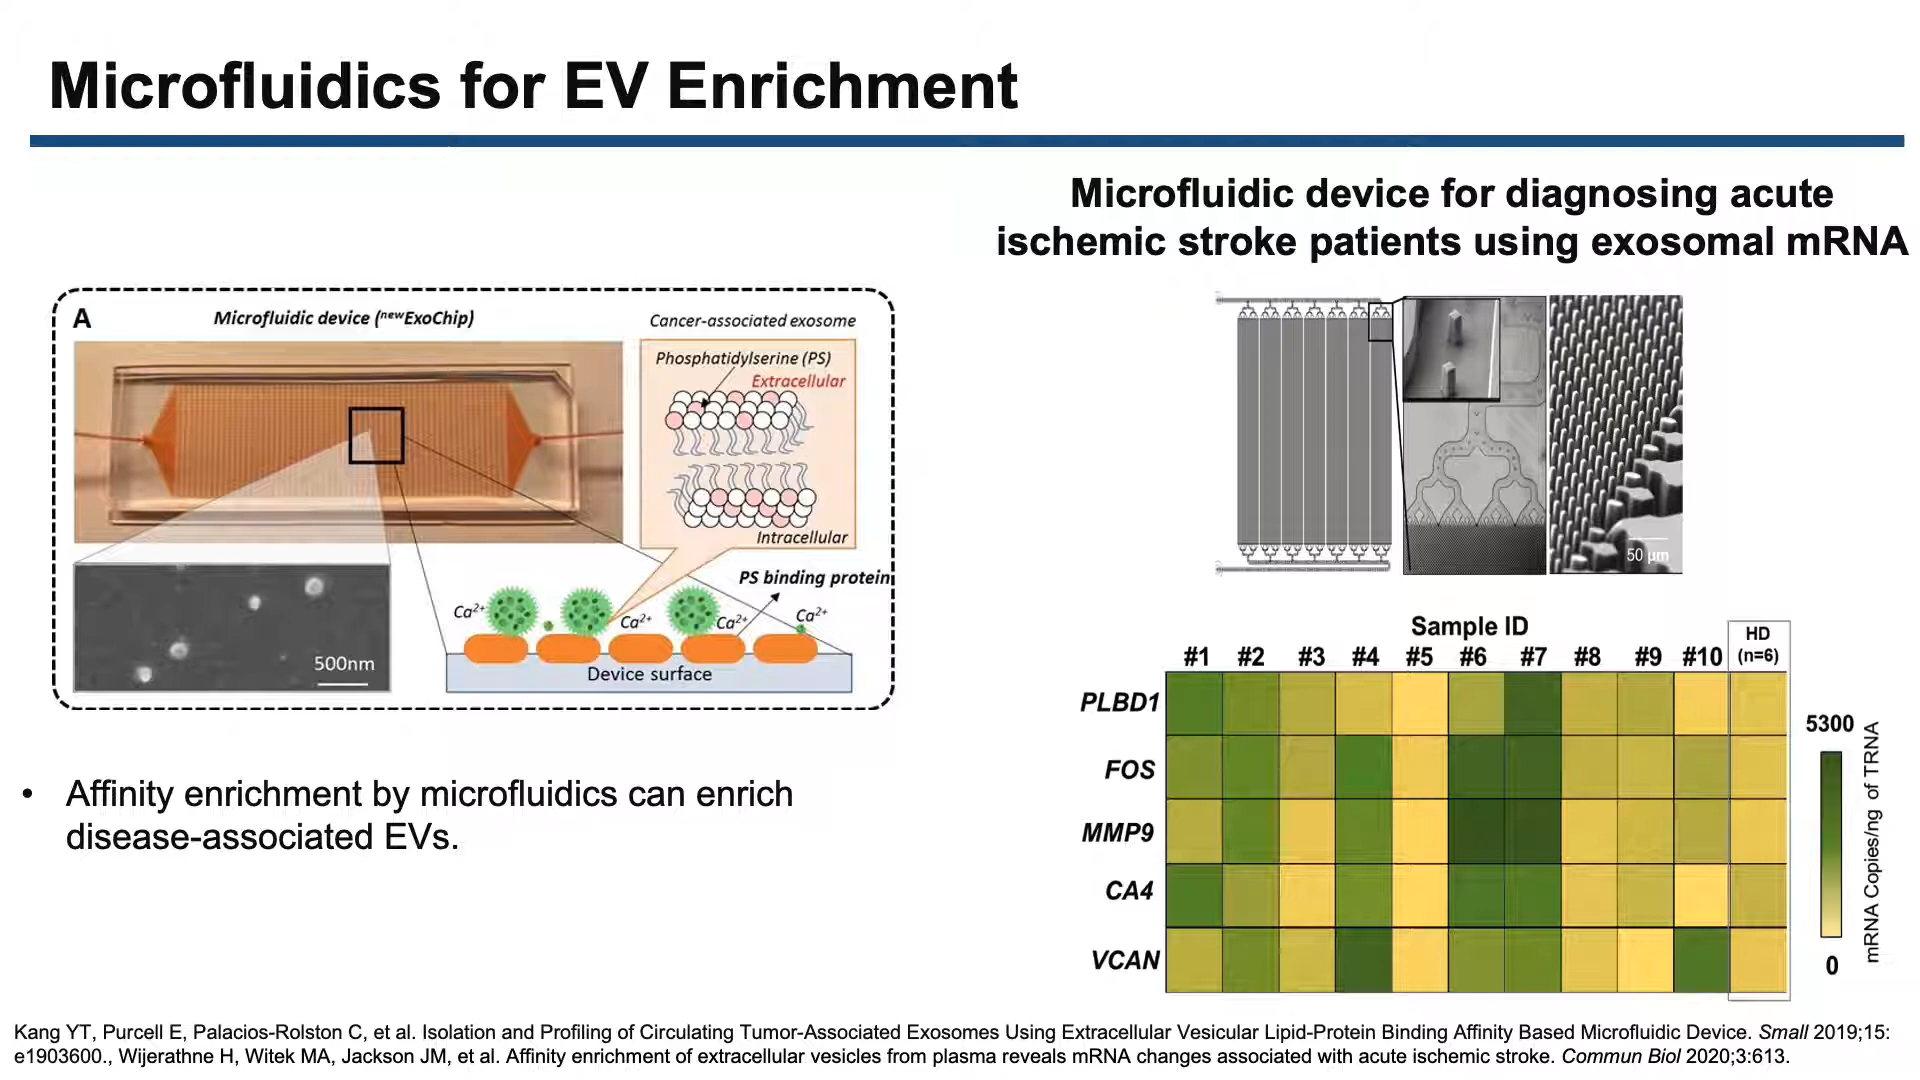 Microfluidics for EV Enrichment
Microfluidic device for diagnosing acute
ischemic stroke patients using exosomal mRNA
A
Microfluidic device (newExoChip)
Cancer-associated exosome
Phosphatidylserine (PS)
Extracellular
Intracellular
PS binding protein
Ca2+
Ca2+
Ca2+
Ca2+
500nm
Device surface
50 μm
• Affinity enrichment by microfluidics can enrich
disease-associated EVs.
Sample ID
#1 #2 #3 #4 #5 #6 #7 #8 #9 #10
HD
(n=6)
PLBD1
FOS
MMP9
CA4
VCAN
5300
0
mRNA Copies/ng of TRNA
Kang YT, Purcell E, Palacios-Rolston C, et al. Isolation and Profiling of Circulating Tumor-Associated Exosomes Using Extracellular Vesicular Lipid-Protein Binding Affinity Based Microfluidic Device. Small 2019;15:
e1903600., Wijerathne H, Witek MA, Jackson JM, et al. Affinity enrichment of extracellular vesicles from plasma reveals mRNA changes associated with acute ischemic stroke. Commun Biol 2020;3:613.